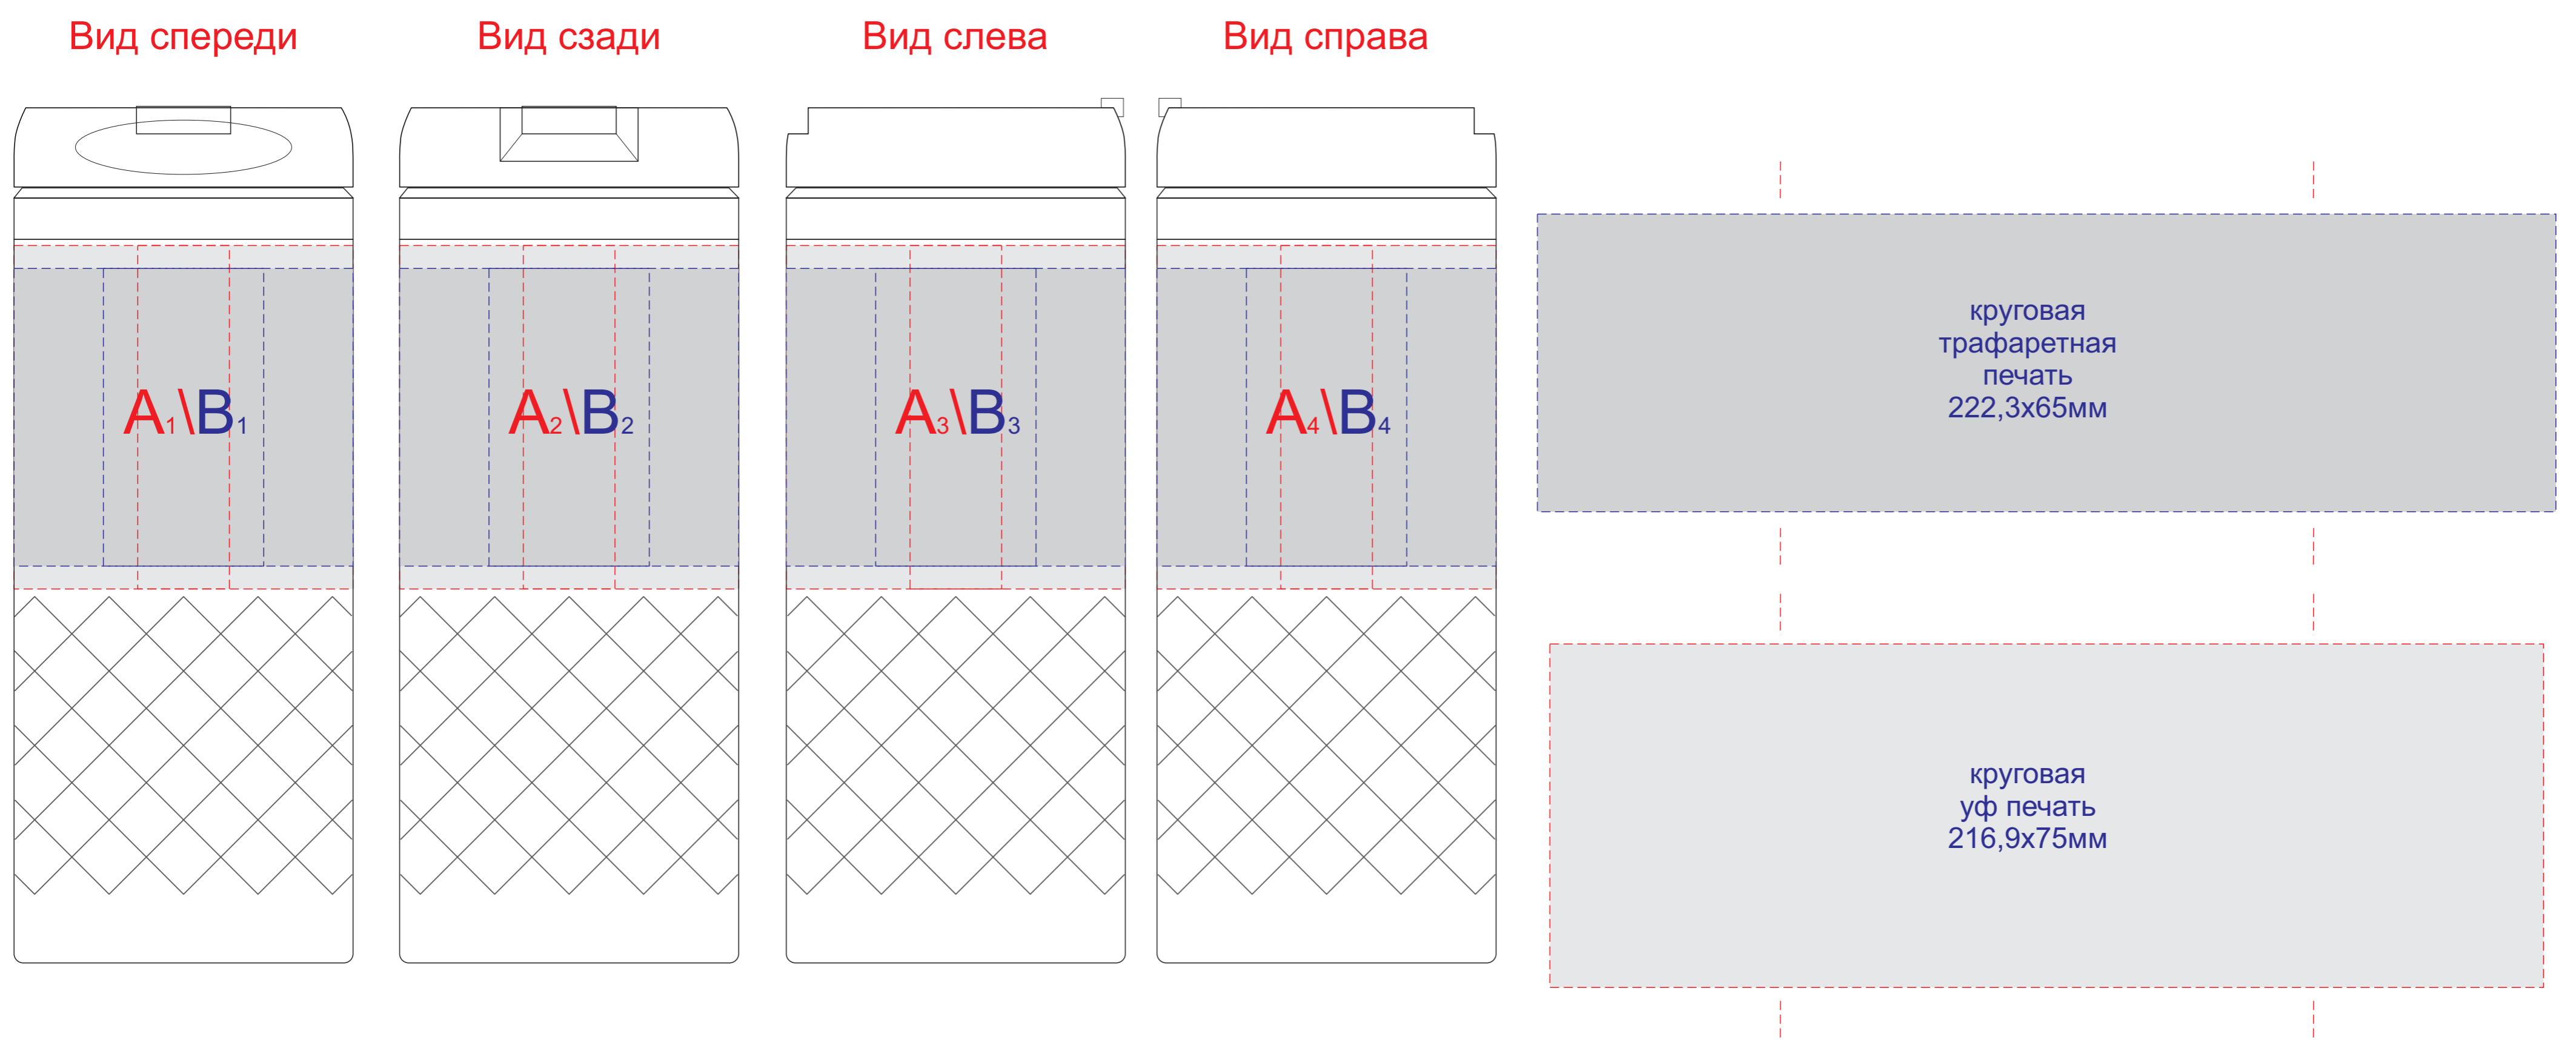 Вид спереди
Вид сзади
Вид слева
Вид справа
A1\B1
A2\B2
A3\B3
A4\B4
круговая
трафаретная
печать
222,3х65мм
круговая
уф печать
216,9х75мм